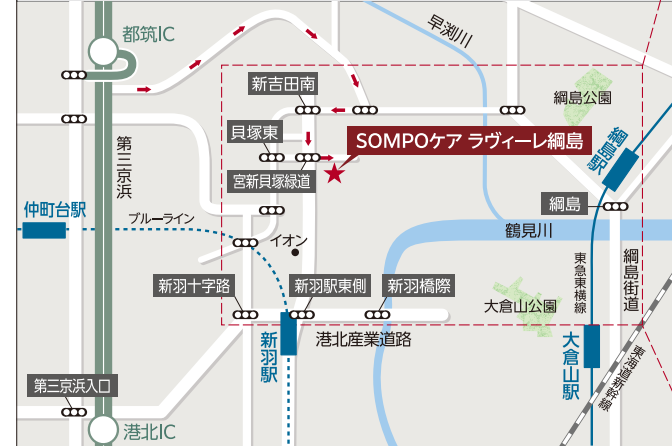 都筑IC
早渕川
新吉田南
綱島公園
貝塚東
SOMPOケア ラヴィーレ綱島
綱島駅
第三京浜
宮新貝塚緑道
仲町台駅
ブルーライン
綱島
イオン
鶴見川
東急東横線
綱島街道
新羽十字路
新羽駅東側
新羽橋際
大倉山公園
新羽駅
港北産業道路
大倉山駅
東海道新幹線
第三京浜入口
港北IC